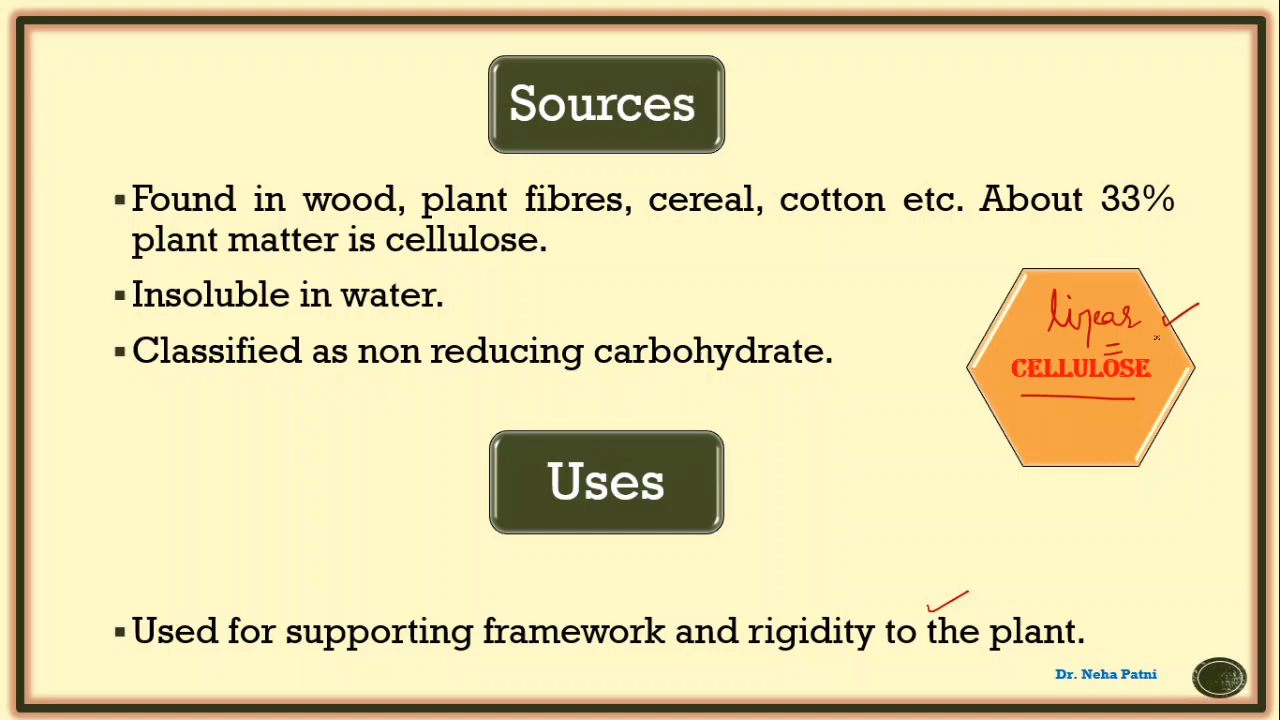 Sources
▪Found in wood, plant fibres, cereal, cotton etc. About 33%
plant matter is cellulose.
▪Insoluble in water.
▪Classified as non reducing carbohydrate.
linear
CELLULOSE
Uses
▪Used for supporting framework and rigidity to the plant.
Dr. Neha Patni